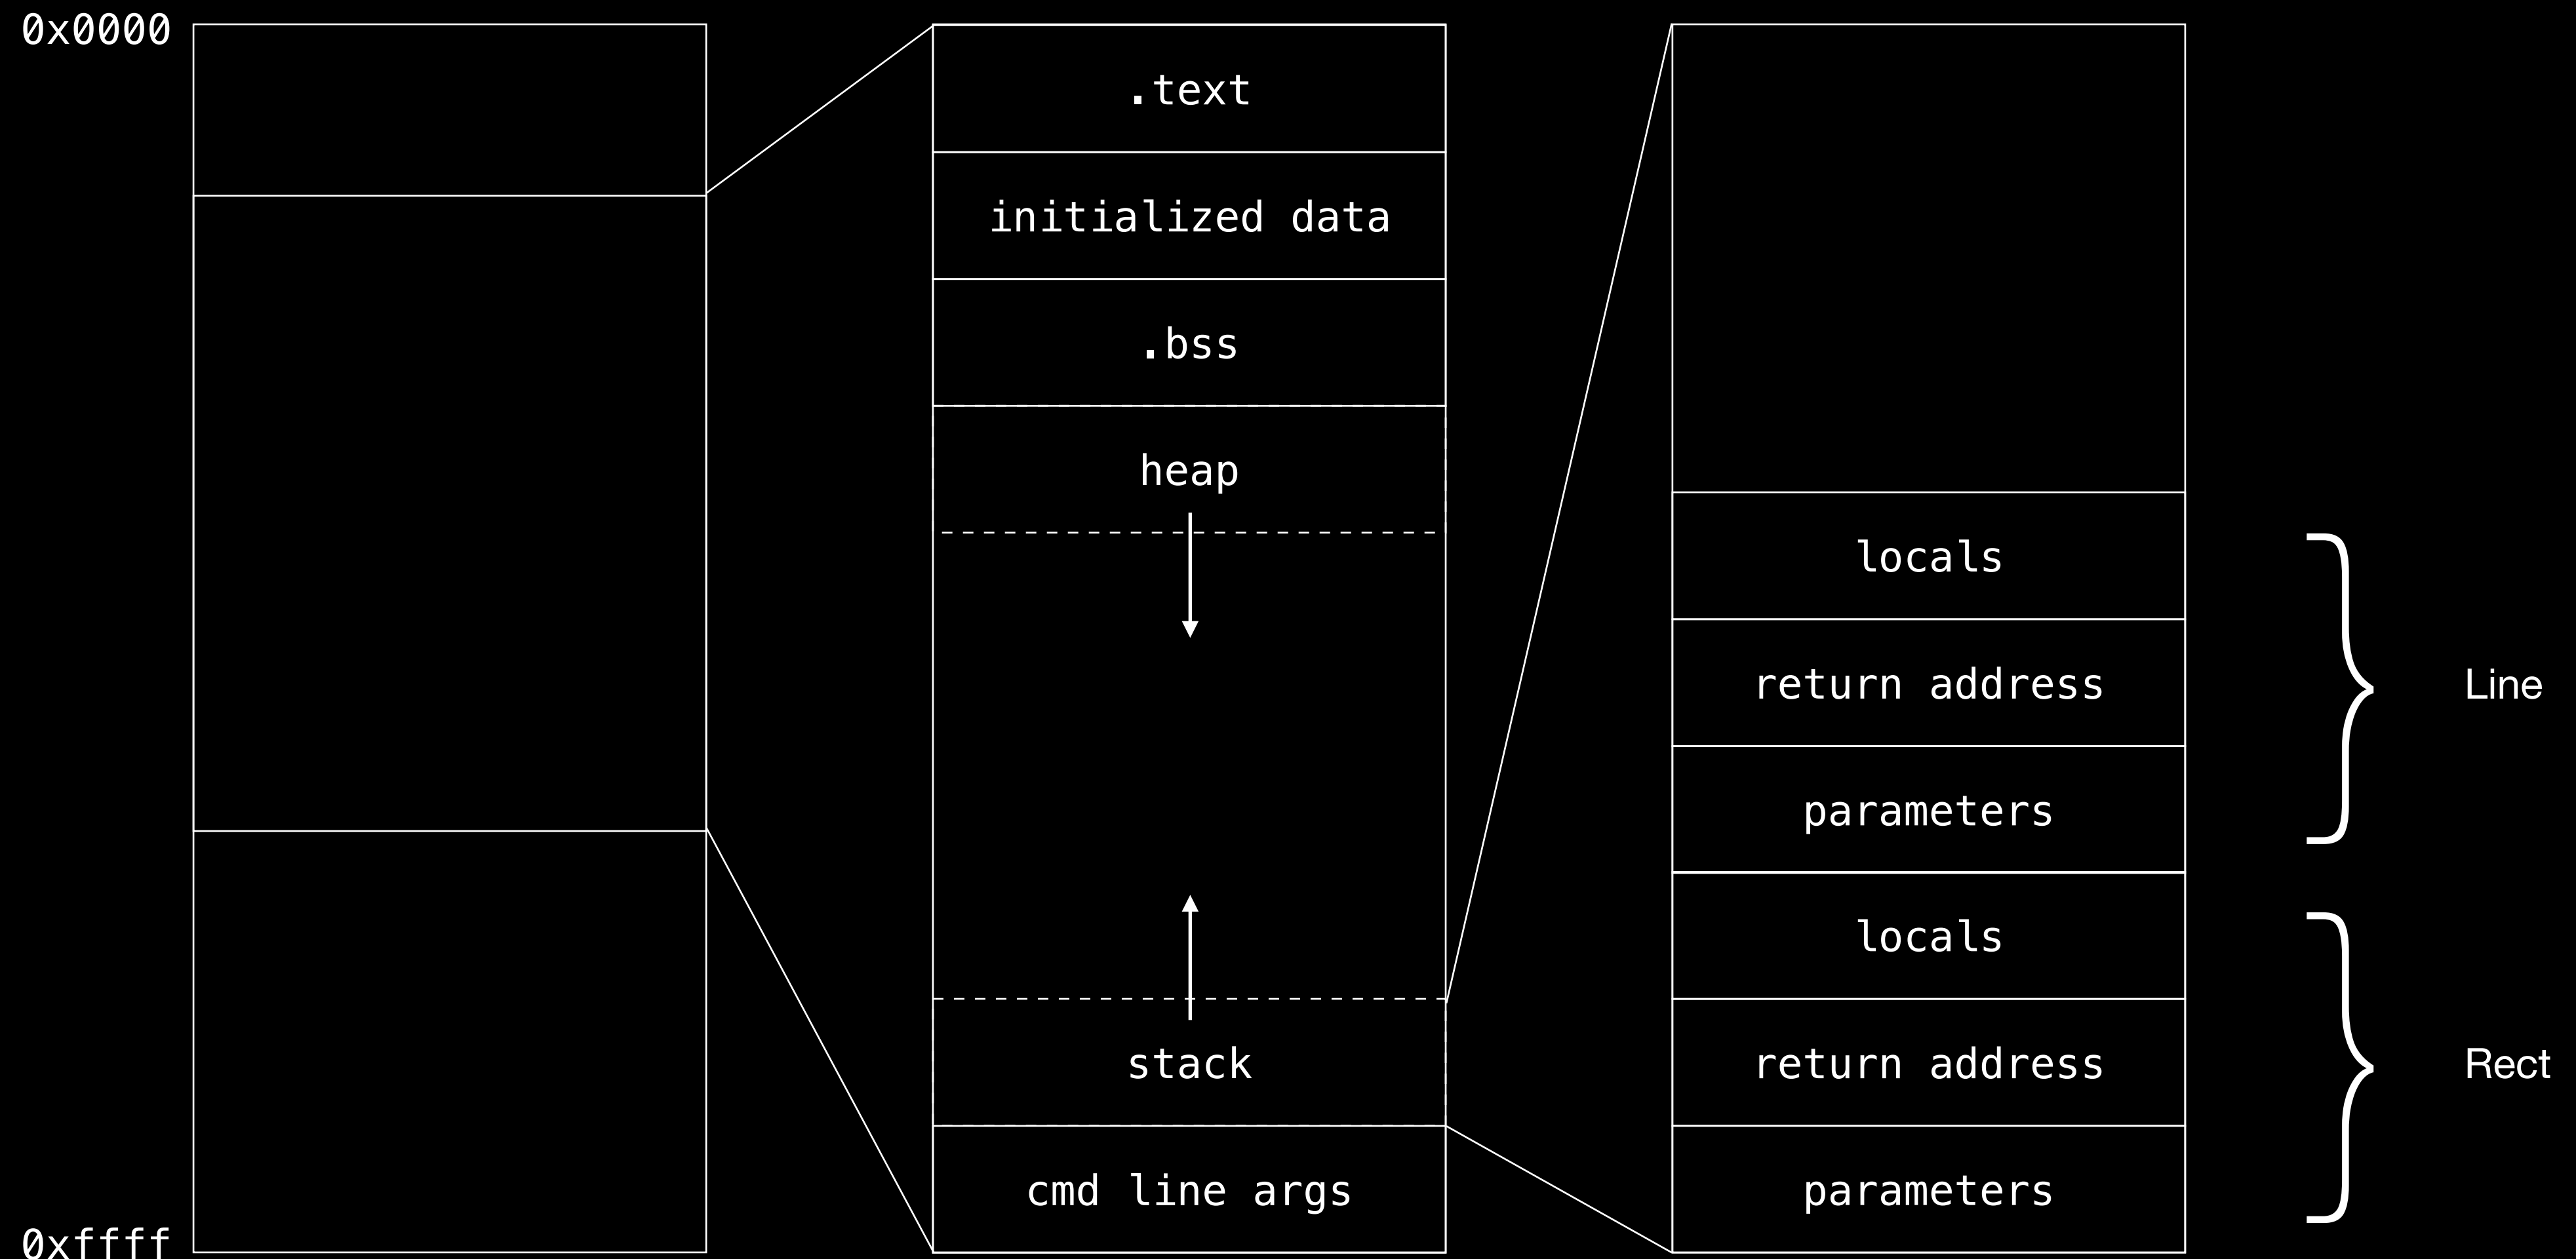 0x0000
0xffff
.text
initialized data
.bss
heap
stack
cmd line args
locals
return address
parameters
locals
return address
parameters
Line
Rect